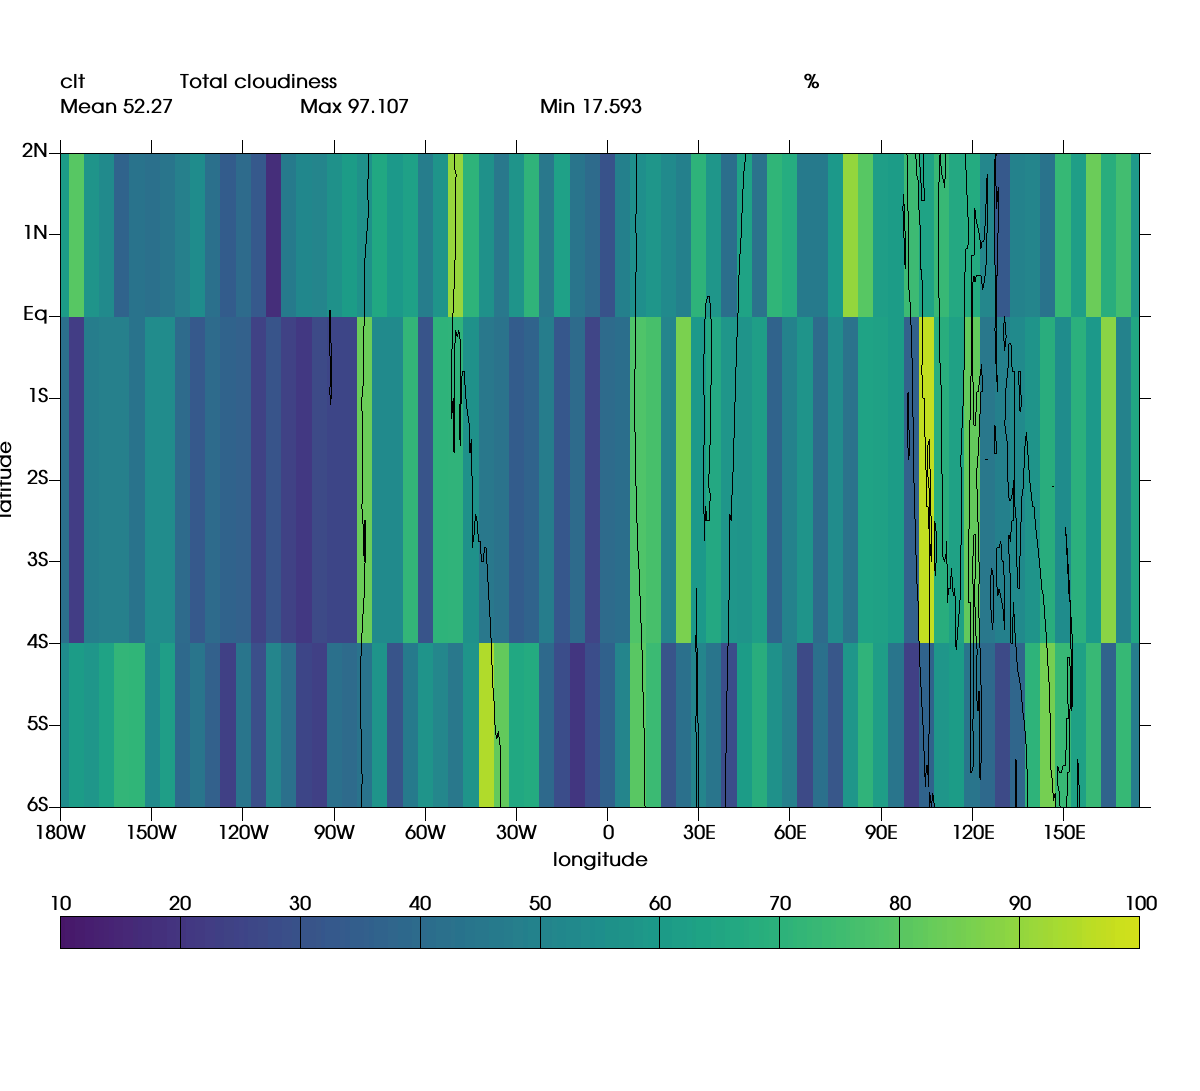 clt Total cloudiness %
Mean 52.27 Max 97.107 Min 17.593
2N
1N
Eq
1S
2S
3S
4S
5S
6S
latitude
180W 150W 120W 90W 60W 30W 0 30E 60E 90E 120E 150E
longitude
10 20 30 40 50 60 70 80 90 100